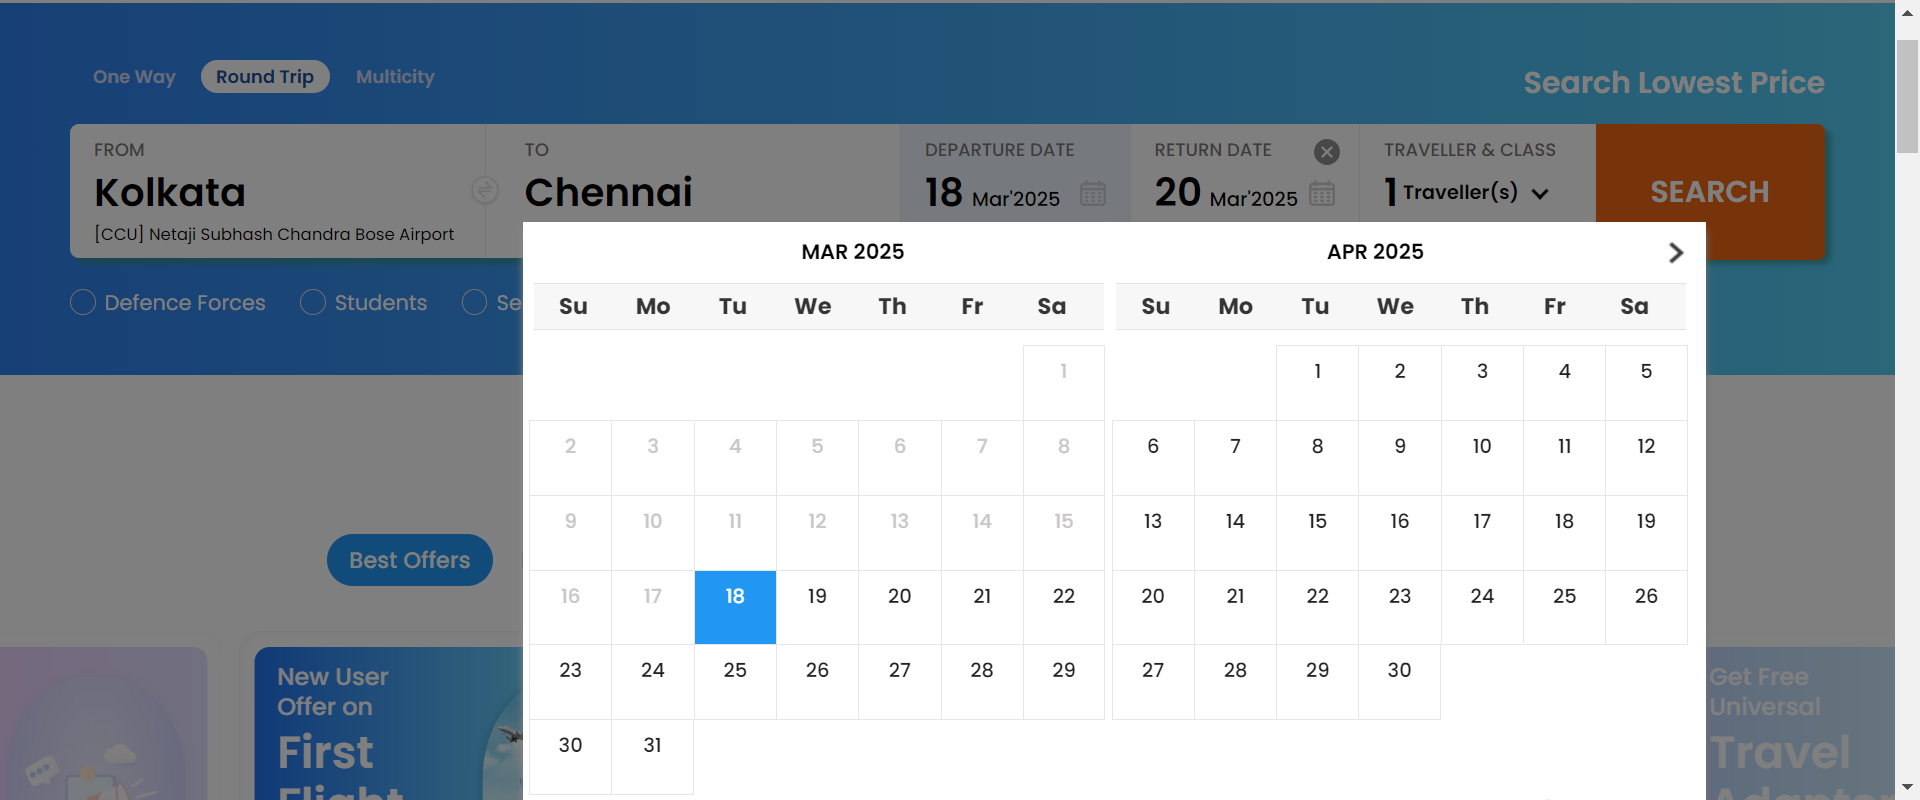 One Way Round Trip Multicity
Search Lowest Price
FROM TO DEPARTURE DATE RETURN DATE TRAVELLER & CLASS
Kolkata Chennai 18 Mar'2025 20 Mar'2025 1 Traveller(s) SEARCH
[CCU] Netaji Subhash Chandra Bose Airport
Defence Forces Students Se
MAR 2025
Su Mo Tu We Th Fr Sa
1
2 3 4 5 6 7 8
9 10 11 12 13 14 15
16 17 18 19 20 21 22
23 24 25 26 27 28 29
30 31
APR 2025
Su Mo Tu We Th Fr Sa
1 2 3 4 5
6 7 8 9 10 11 12
13 14 15 16 17 18 19
20 21 22 23 24 25 26
27 28 29 30
Best Offers
New User
Offer on
First
Flight
Get Free
Universal
Travel
Adapter